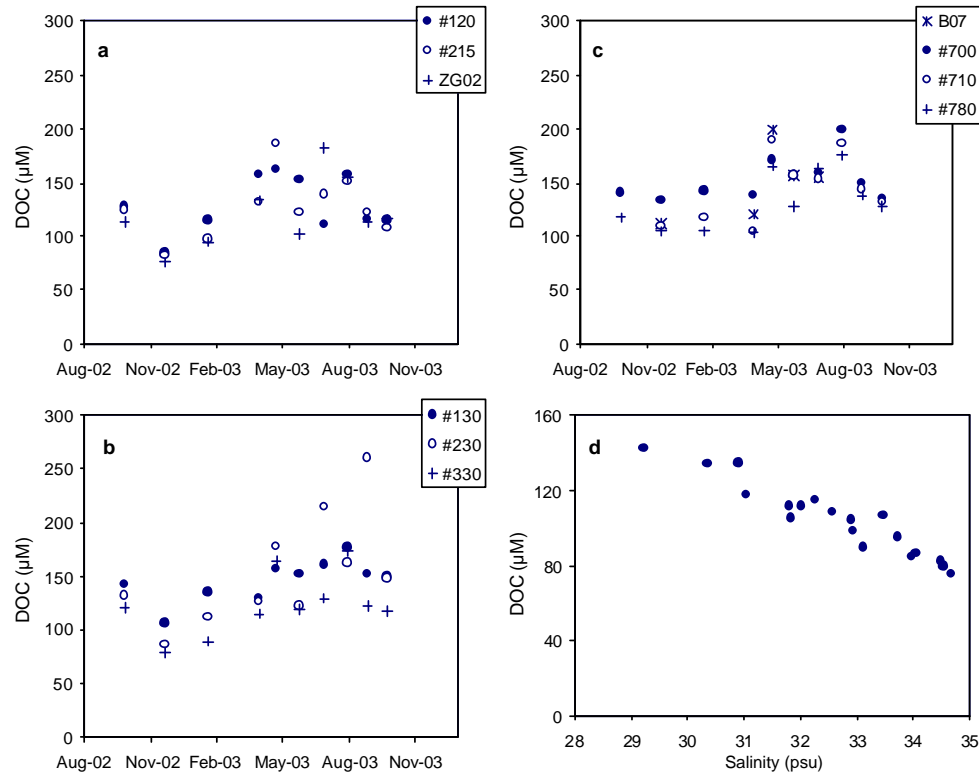 a
DOC (µM)
300
250
200
150
100
50
0
Aug-02 Nov-02 Feb-03 May-03 Aug-03 Nov-03
#120
#215
ZG02
c
DOC (µM)
300
250
200
150
100
50
0
Aug-02 Nov-02 Feb-03 May-03 Aug-03 Nov-03
B07
#700
#710
#780
b
DOC (µM)
300
250
200
150
100
50
0
Aug-02 Nov-02 Feb-03 May-03 Aug-03 Nov-03
#130
#230
#330
d
DOC (µM)
160
120
80
40
0
28 29 30 31 32 33 34 35
Salinity (psu)